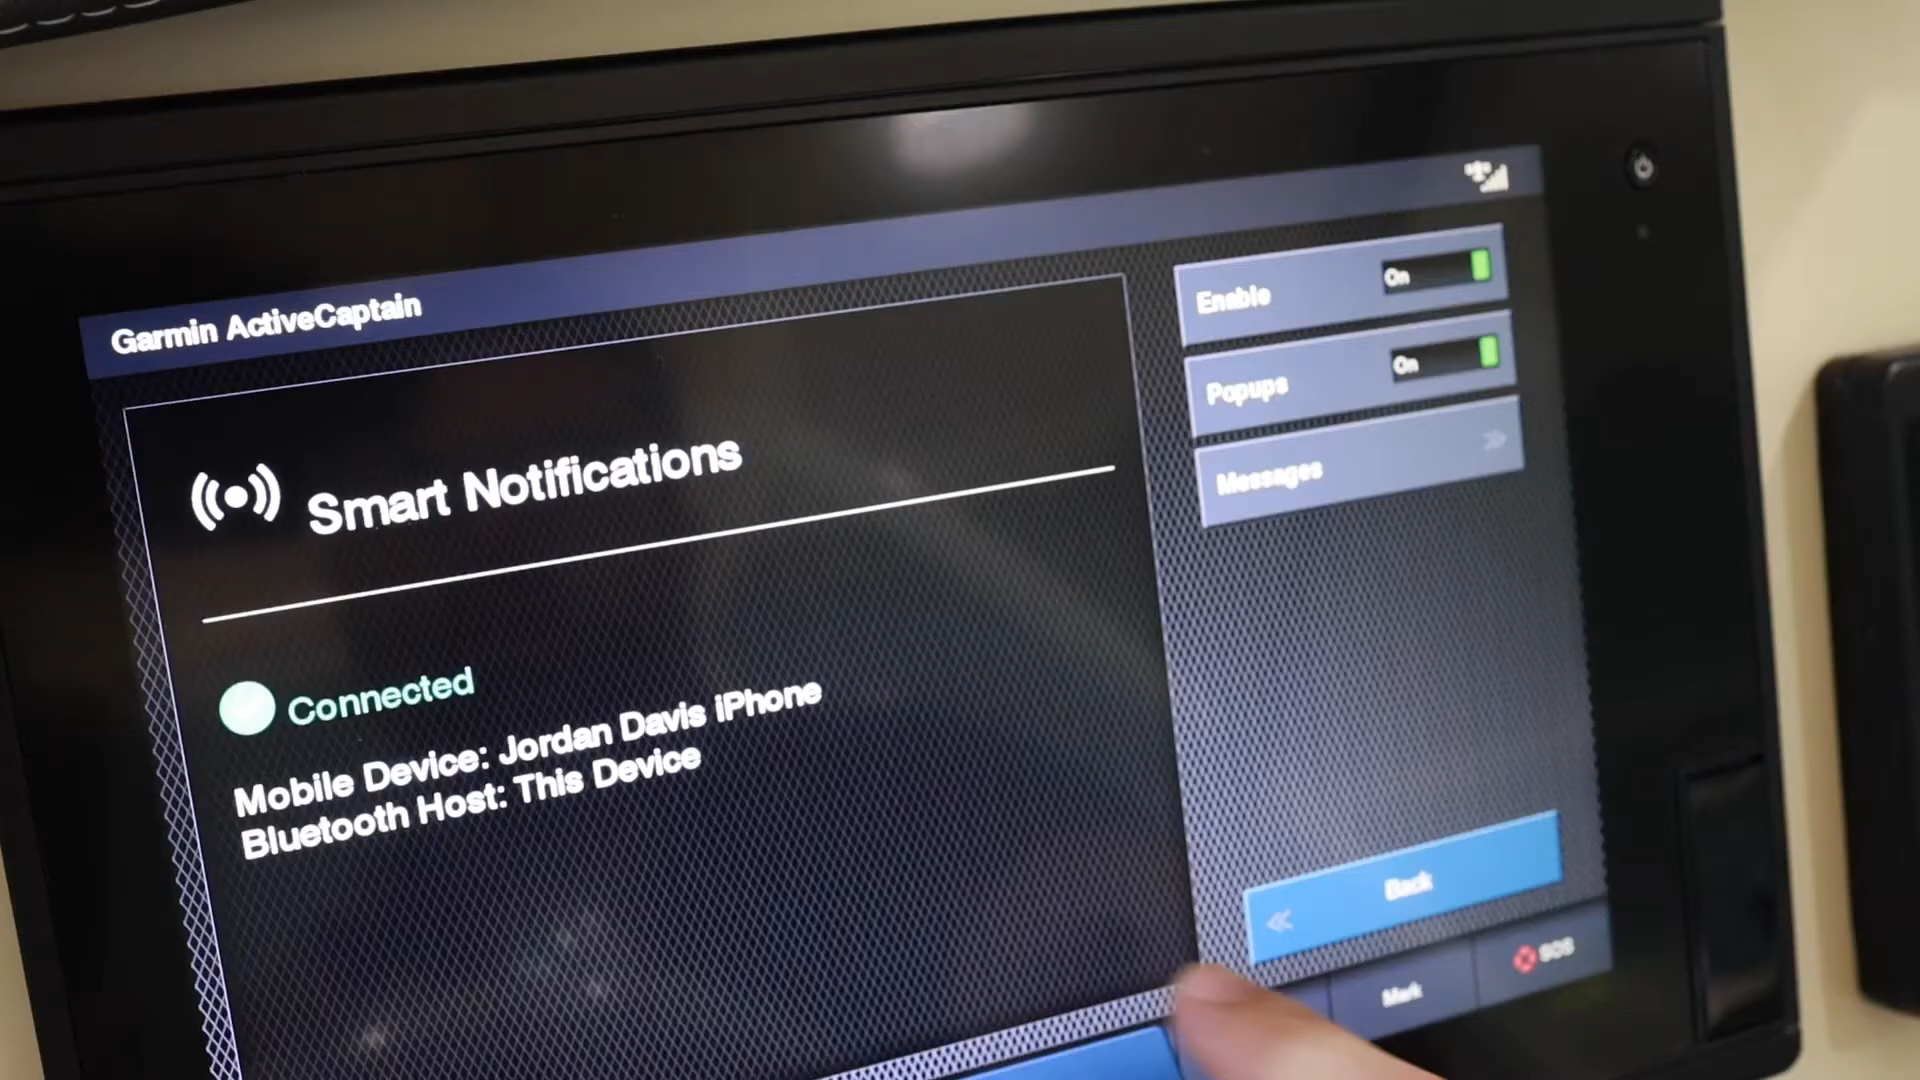 Garmin ActiveCaptain
Smart Notifications
Connected
Mobile Device: Jordan Davis iPhone
Bluetooth Host: This Device
Enable On
Popups On
Messages
Back
Mark
SOS